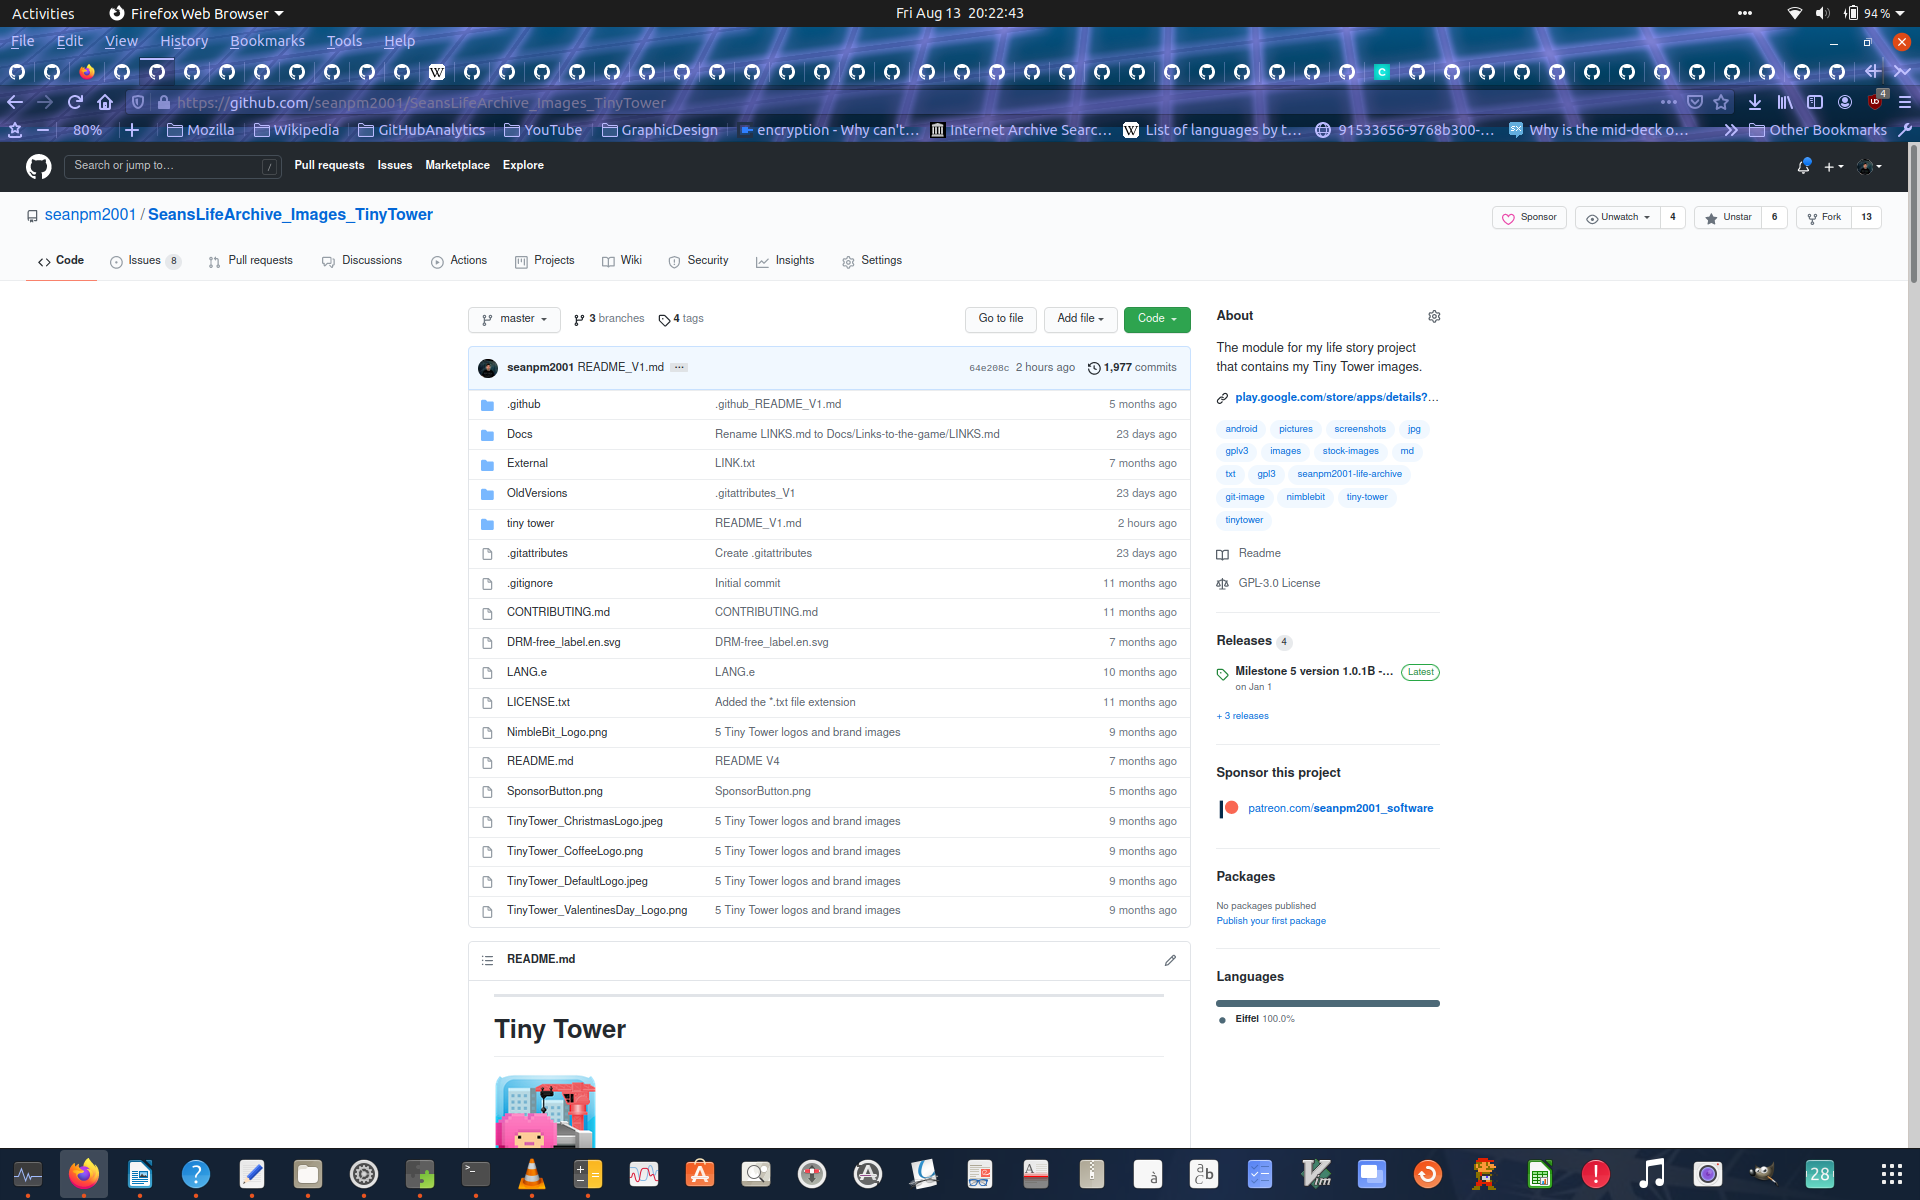 Activities Firefox Web Browser Fri Aug 13 20:22:43 94 %
File Edit View History Bookmarks Tools Help
https://github.com/seanpm2001/SeansLifeArchive_Images_TinyTower 4
80% Mozilla Wikipedia GitHubAnalytics YouTube GraphicDesign encryption - Why can't… Internet Archive Searc… List of languages by t… 91533656-9768b300-… Why is the mid-deck o… Other Bookmarks
Search or jump to… / Pull requests Issues Marketplace Explore
seanpm2001 / SeansLifeArchive_Images_TinyTower Sponsor Unwatch 4 Unstar 6 Fork 13
Code Issues 8 Pull requests Discussions Actions Projects Wiki Security Insights Settings
master 3 branches 4 tags Go to file Add file Code
seanpm2001 README_V1.md ... 64e208c 2 hours ago 1,977 commits
.github .github_README_V1.md 5 months ago
Docs Rename LINKS.md to Docs/Links-to-the-game/LINKS.md 23 days ago
External LINK.txt 7 months ago
OldVersions .gitattributes_V1 23 days ago
tiny tower README_V1.md 2 hours ago
.gitattributes Create .gitattributes 23 days ago
.gitignore Initial commit 11 months ago
CONTRIBUTING.md CONTRIBUTING.md 11 months ago
DRM-free_label.en.svg DRM-free_label.en.svg 7 months ago
LANG.e LANG.e 10 months ago
LICENSE.txt Added the *.txt file extension 11 months ago
NimbleBit_Logo.png 5 Tiny Tower logos and brand images 9 months ago
README.md README V4 7 months ago
SponsorButton.png SponsorButton.png 5 months ago
TinyTower_ChristmasLogo.jpeg 5 Tiny Tower logos and brand images 9 months ago
TinyTower_CoffeeLogo.png 5 Tiny Tower logos and brand images 9 months ago
TinyTower_DefaultLogo.jpeg 5 Tiny Tower logos and brand images 9 months ago
TinyTower_ValentinesDay_Logo.png 5 Tiny Tower logos and brand images 9 months ago
README.md
Tiny Tower
About
The module for my life story project
that contains my Tiny Tower images.
play.google.com/store/apps/details?…
android pictures screenshots jpg
gplv3 images stock-images md
txt gpl3 seanpm2001-life-archive
git-image nimblebit tiny-tower
tinytower
Readme
GPL-3.0 License
Releases 4
Milestone 5 version 1.0.1B -… Latest
on Jan 1
+ 3 releases
Sponsor this project
patreon.com/seanpm2001_software
Packages
No packages published
Publish your first package
Languages
Eiffel 100.0%
28